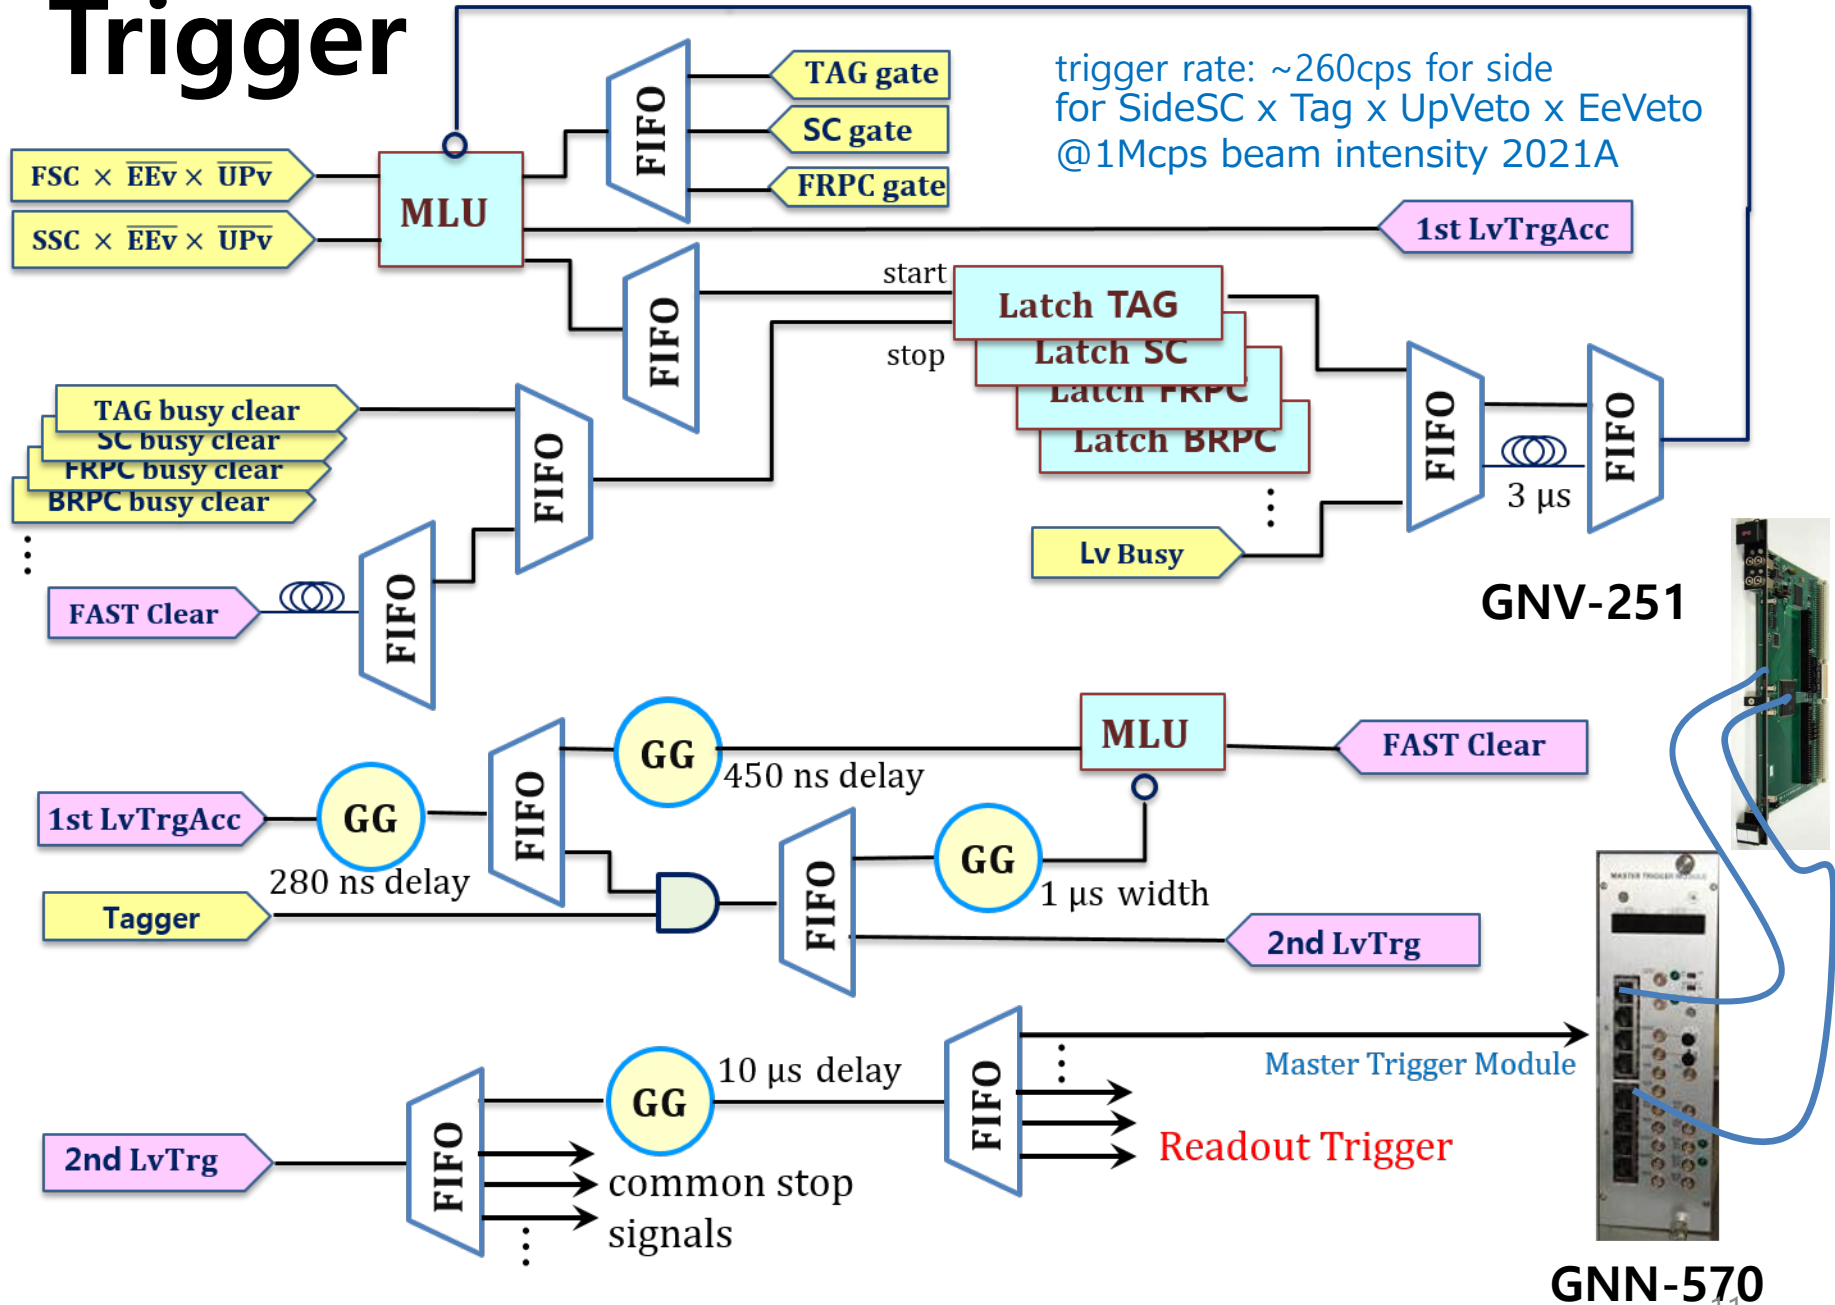 Trigger
trigger rate: ~260cps for side
for SideSC x Tag x UpVeto x EeVeto
@1Mcps beam intensity 2021A
TAG gate
SC gate
FRPC gate
FIFO
FSC × EEv × UPv
SSC × EEv × UPv
MLU
1st LvTrgAcc
FIFO
start
stop
Latch TAG
Latch SC
Latch FRPC
Latch BRPC
⋮
TAG busy clear
SC busy clear
FRPC busy clear
BRPC busy clear
⋮
FIFO
FIFO
FIFO
3 μs
Lv Busy
FAST Clear
FIFO
GNV-251
1st LvTrgAcc
GG
280 ns delay
FIFO
GG
450 ns delay
MLU
FAST Clear
Tagger
FIFO
GG
1 μs width
2nd LvTrg
MASTER TRIGGER MODULE
2nd LvTrg
FIFO
GG
10 μs delay
FIFO
⋮
Master Trigger Module
Readout Trigger
common stop
signals
⋮
GNN-570
11